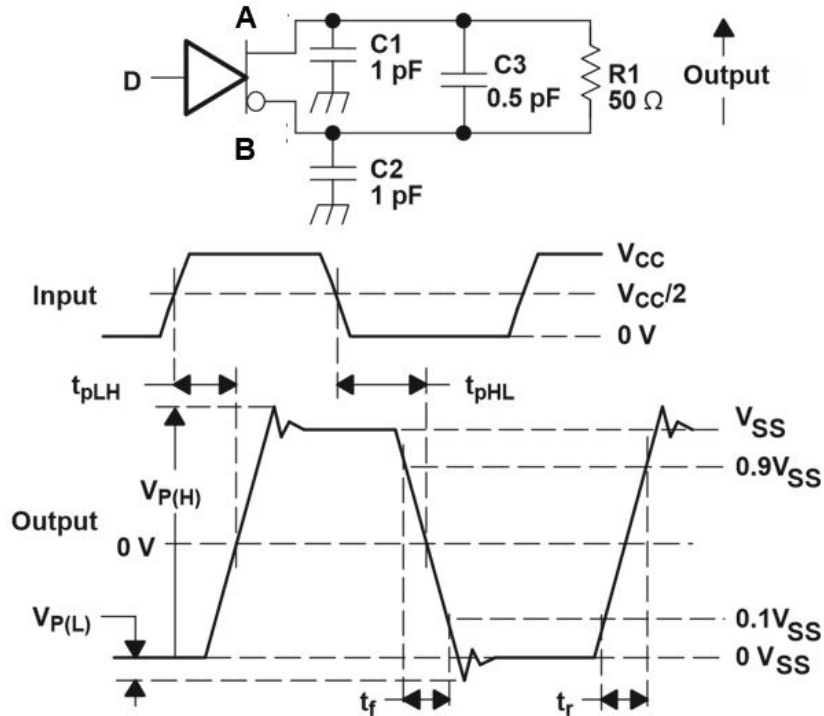 A
C1
1 pF
C3
0.5 pF
R1
50 Ω
Output
D
B
C2
1 pF
Input
VCC
VCC/2
0 V
tpLH
tpHL
VSS
0.9VSS
VP(H)
Output
0 V
VP(L)
0.1VSS
0 VSS
tf
tr